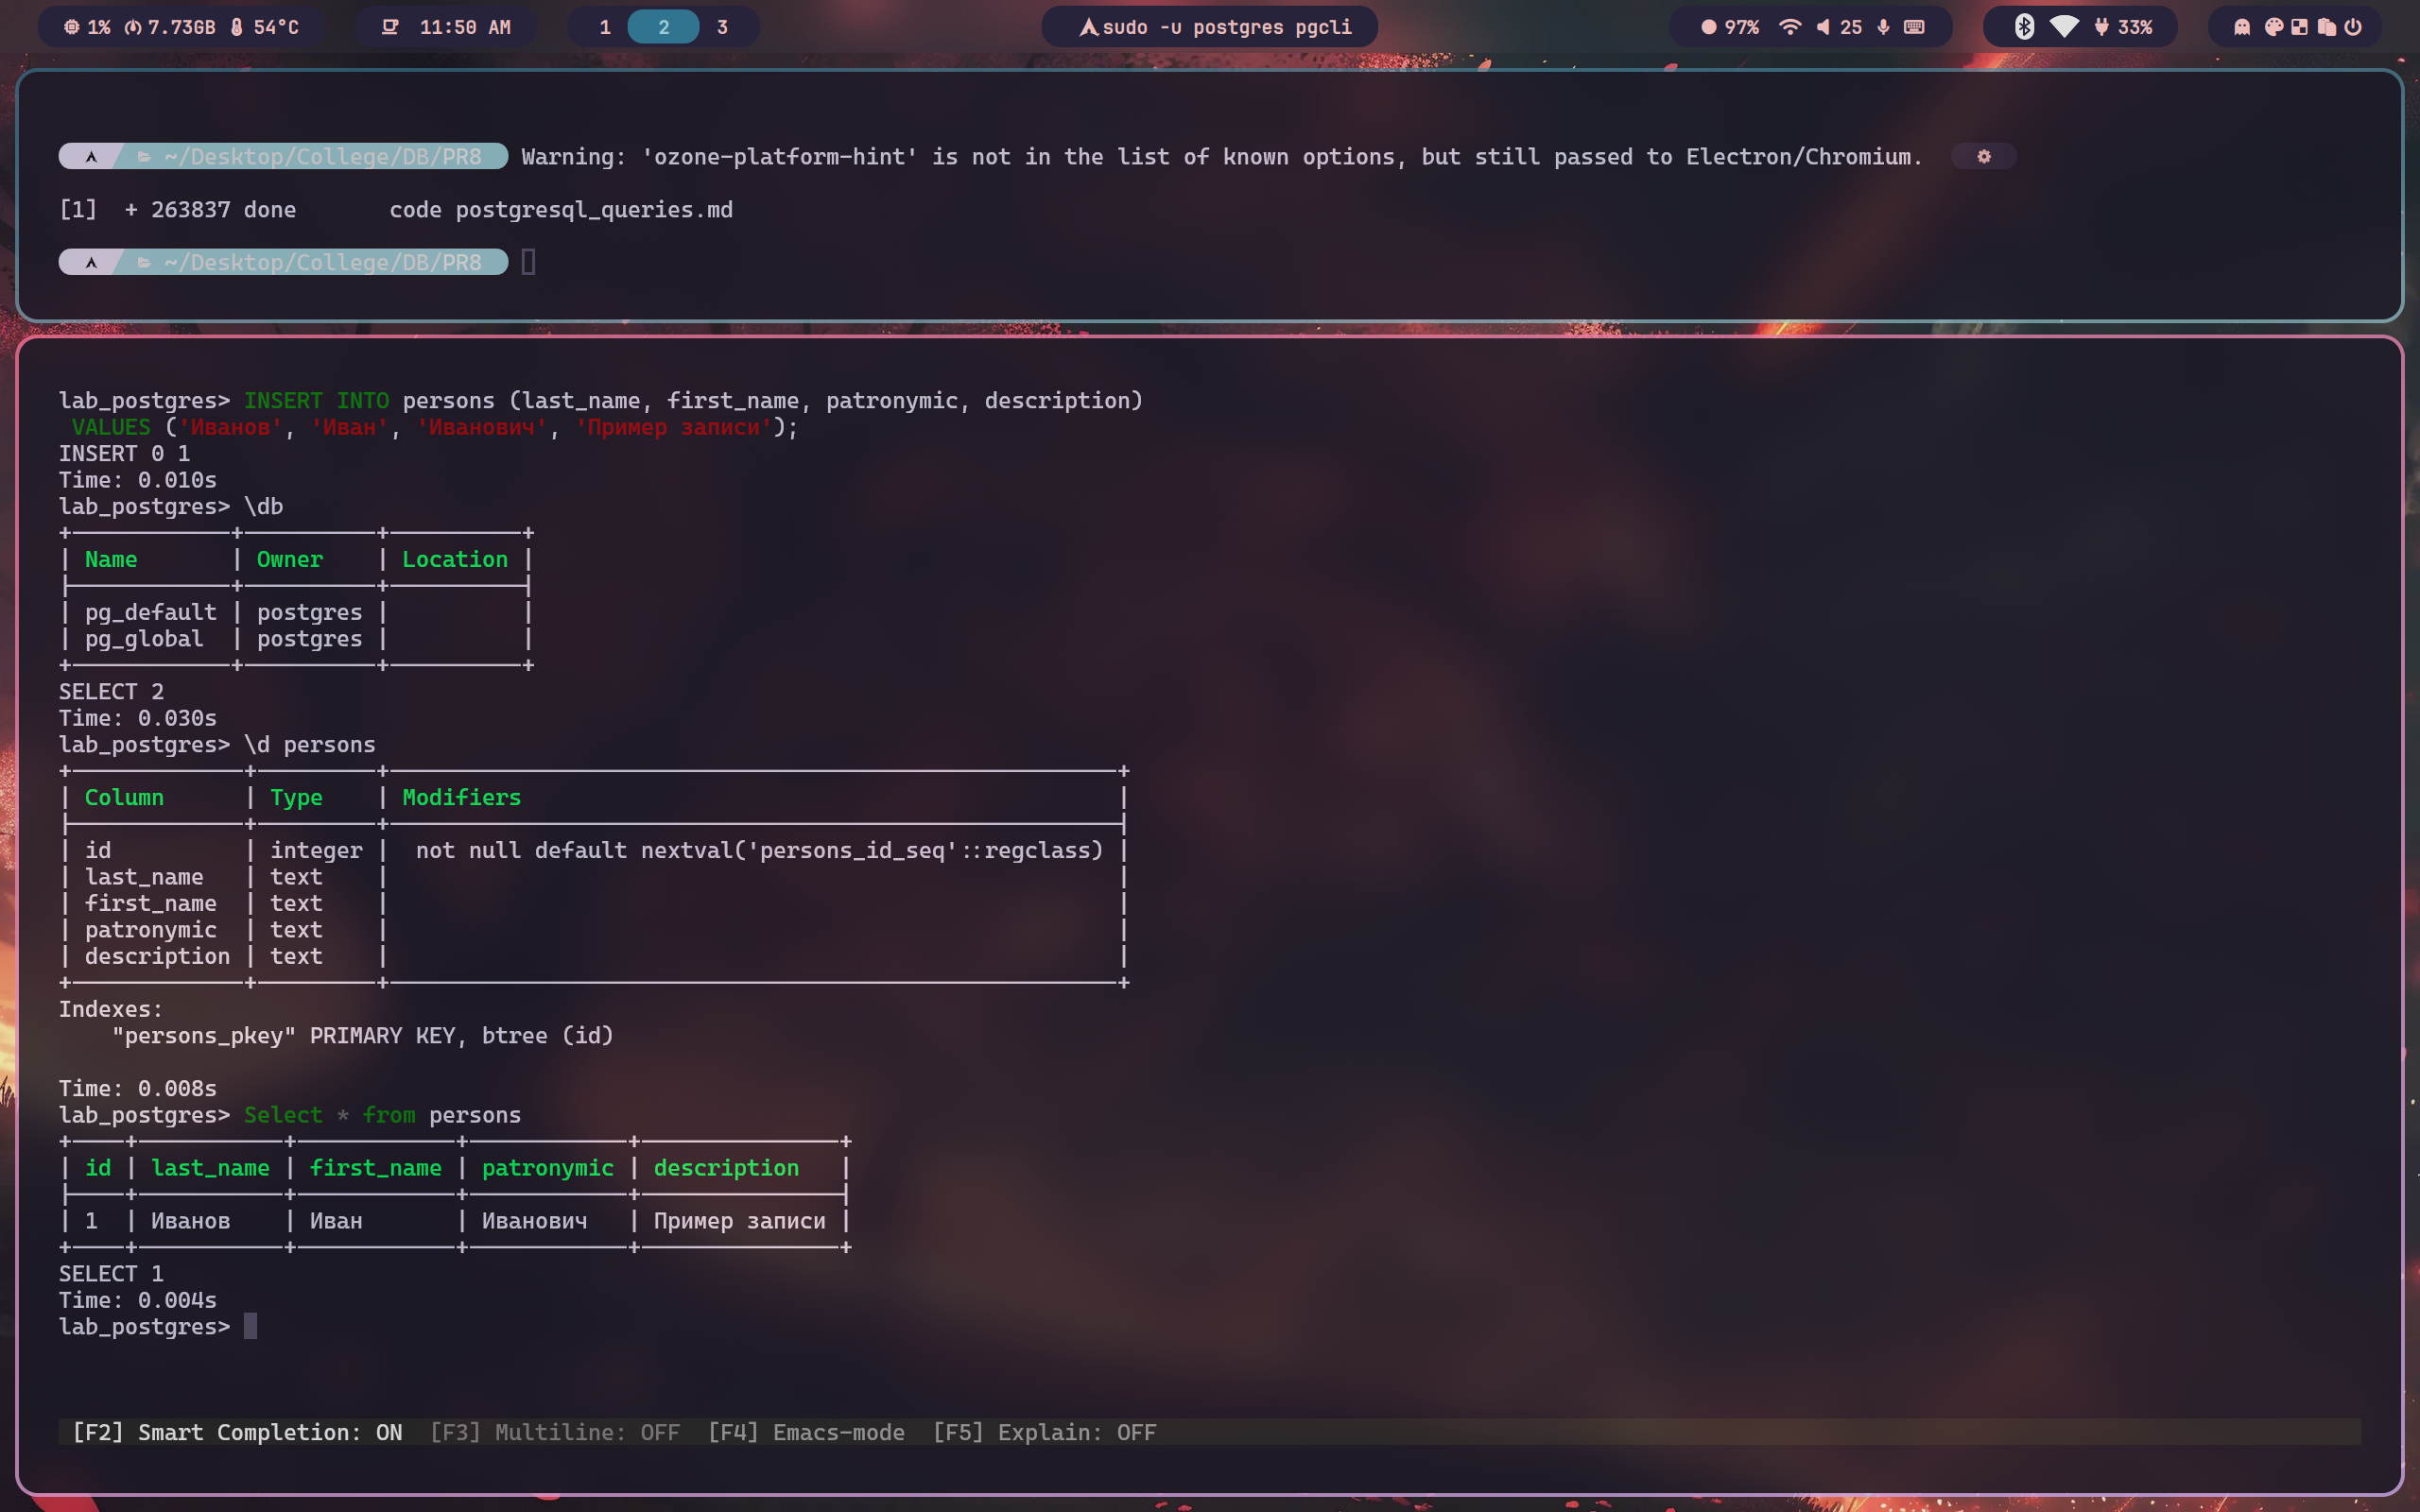 1% 7.73GB 54°C 11:50 AM 1 2 3 sudo -u postgres pgcli 97% 25 33%
~/Desktop/College/DB/PR8 Warning: 'ozone-platform-hint' is not in the list of known options, but still passed to Electron/Chromium.
[1]  + 263837 done       code postgresql_queries.md
~/Desktop/College/DB/PR8
lab_postgres> INSERT INTO persons (last_name, first_name, patronymic, description)
 VALUES ('Иванов', 'Иван', 'Иванович', 'Пример записи');
INSERT 0 1
Time: 0.010s
lab_postgres> \db
+------------+----------+----------+
| Name       | Owner    | Location |
|------------+----------+----------|
| pg_default | postgres |          |
| pg_global  | postgres |          |
+------------+----------+----------+
SELECT 2
Time: 0.030s
lab_postgres> \d persons
+-------------+---------+-------------------------------------------------------+
| Column      | Type    | Modifiers                                             |
|-------------+---------+-------------------------------------------------------|
| id          | integer |  not null default nextval('persons_id_seq'::regclass) |
| last_name   | text    |                                                       |
| first_name  | text    |                                                       |
| patronymic  | text    |                                                       |
| description | text    |                                                       |
+-------------+---------+-------------------------------------------------------+
Indexes:
    "persons_pkey" PRIMARY KEY, btree (id)
Time: 0.008s
lab_postgres> Select * from persons
+----+-----------+------------+------------+---------------+
| id | last_name | first_name | patronymic | description   |
|----+-----------+------------+------------+---------------|
| 1  | Иванов    | Иван       | Иванович   | Пример записи |
+----+-----------+------------+------------+---------------+
SELECT 1
Time: 0.004s
lab_postgres>
[F2] Smart Completion: ON  [F3] Multiline: OFF  [F4] Emacs-mode  [F5] Explain: OFF